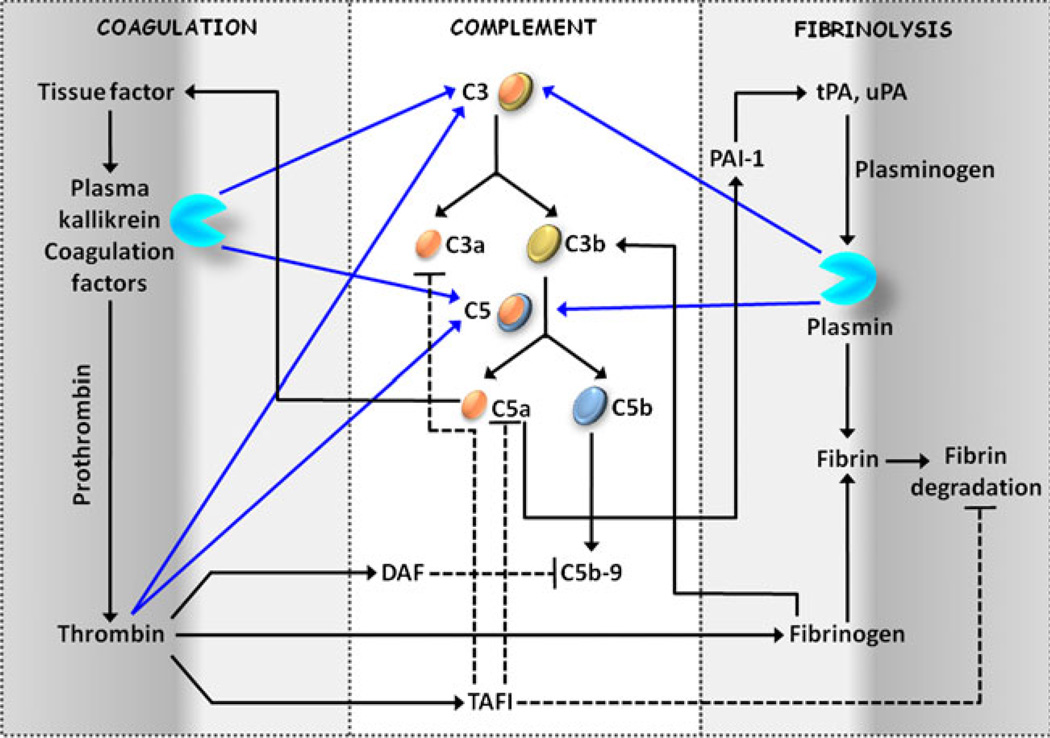 COAGULATION
COMPLEMENT
FIBRINOLYSIS
Tissue factor
C3
tPA, uPA
PAI-1
Plasminogen
Plasma
kallikrein
Coagulation
factors
C3a
C3b
C5
Plasmin
Prothrombin
C5a
C5b
Fibrin
Fibrin
degradation
DAF
C5b-9
Thrombin
Fibrinogen
TAFI